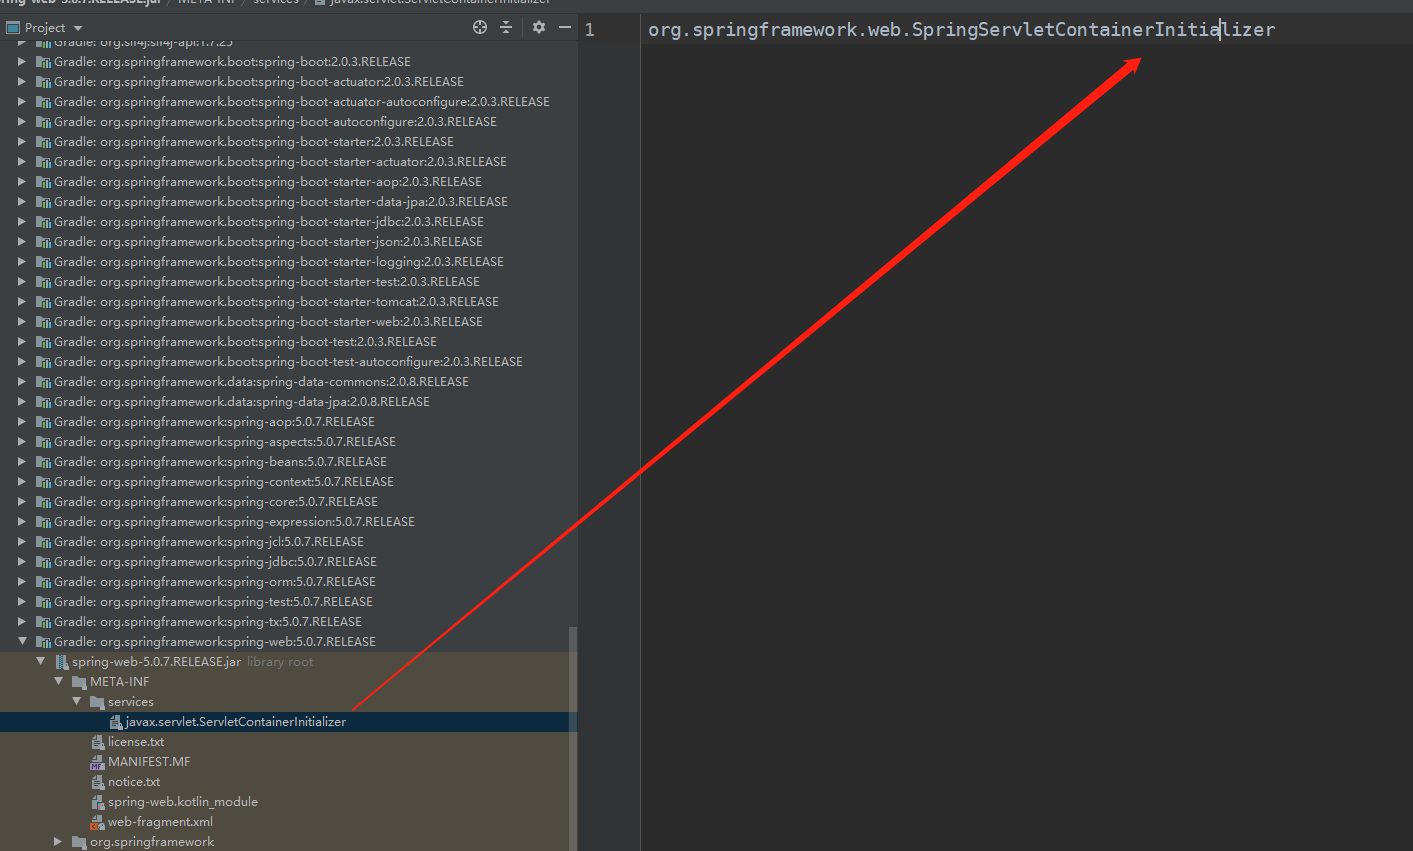 spring-web-5.0.7.RELEASE.jar META-INF services javax.servlet.ServletContainerInitializer
Project
Gradle: org.slf4j:slf4j-api:1.7.25
Gradle: org.springframework.boot:spring-boot:2.0.3.RELEASE
Gradle: org.springframework.boot:spring-boot-actuator:2.0.3.RELEASE
Gradle: org.springframework.boot:spring-boot-actuator-autoconfigure:2.0.3.RELEASE
Gradle: org.springframework.boot:spring-boot-autoconfigure:2.0.3.RELEASE
Gradle: org.springframework.boot:spring-boot-starter:2.0.3.RELEASE
Gradle: org.springframework.boot:spring-boot-starter-actuator:2.0.3.RELEASE
Gradle: org.springframework.boot:spring-boot-starter-aop:2.0.3.RELEASE
Gradle: org.springframework.boot:spring-boot-starter-data-jpa:2.0.3.RELEASE
Gradle: org.springframework.boot:spring-boot-starter-jdbc:2.0.3.RELEASE
Gradle: org.springframework.boot:spring-boot-starter-json:2.0.3.RELEASE
Gradle: org.springframework.boot:spring-boot-starter-logging:2.0.3.RELEASE
Gradle: org.springframework.boot:spring-boot-starter-test:2.0.3.RELEASE
Gradle: org.springframework.boot:spring-boot-starter-tomcat:2.0.3.RELEASE
Gradle: org.springframework.boot:spring-boot-starter-web:2.0.3.RELEASE
Gradle: org.springframework.boot:spring-boot-test:2.0.3.RELEASE
Gradle: org.springframework.boot:spring-boot-test-autoconfigure:2.0.3.RELEASE
Gradle: org.springframework.data:spring-data-commons:2.0.8.RELEASE
Gradle: org.springframework.data:spring-data-jpa:2.0.8.RELEASE
Gradle: org.springframework:spring-aop:5.0.7.RELEASE
Gradle: org.springframework:spring-aspects:5.0.7.RELEASE
Gradle: org.springframework:spring-beans:5.0.7.RELEASE
Gradle: org.springframework:spring-context:5.0.7.RELEASE
Gradle: org.springframework:spring-core:5.0.7.RELEASE
Gradle: org.springframework:spring-expression:5.0.7.RELEASE
Gradle: org.springframework:spring-jcl:5.0.7.RELEASE
Gradle: org.springframework:spring-jdbc:5.0.7.RELEASE
Gradle: org.springframework:spring-orm:5.0.7.RELEASE
Gradle: org.springframework:spring-test:5.0.7.RELEASE
Gradle: org.springframework:spring-tx:5.0.7.RELEASE
Gradle: org.springframework:spring-web:5.0.7.RELEASE
spring-web-5.0.7.RELEASE.jar library root
META-INF
services
javax.servlet.ServletContainerInitializer
license.txt
MANIFEST.MF
notice.txt
spring-web.kotlin_module
web-fragment.xml
org.springframework
1 org.springframework.web.SpringServletContainerInitializer